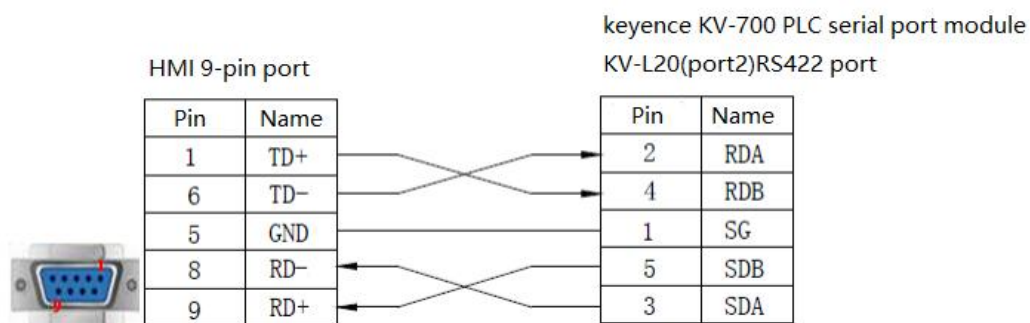 keyence KV-700 PLC serial port module
HMI 9-pin port KV-L20(port2)RS422 port
Pin Name Pin Name
1 TD+ 2 RDA
6 TD- 4 RDB
5 GND 1 SG
8 RD- 5 SDB
9 RD+ 3 SDA
1
9